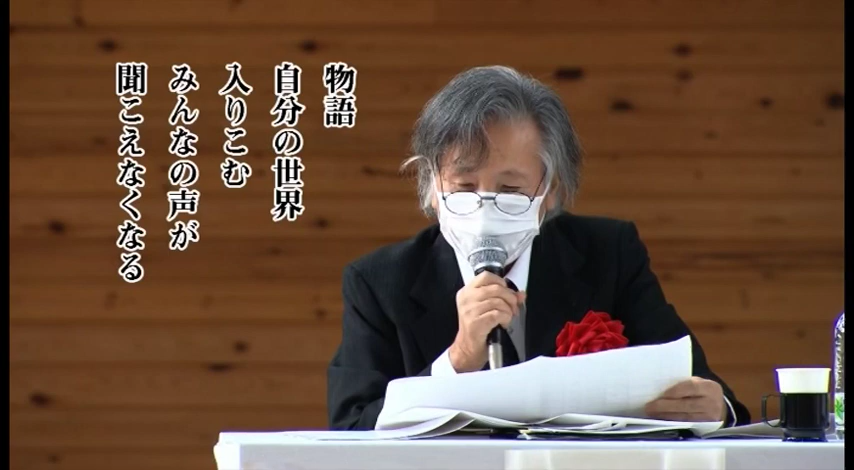 物語
自分の世界
入りこむ
みんなの声が
聞こえなくなる